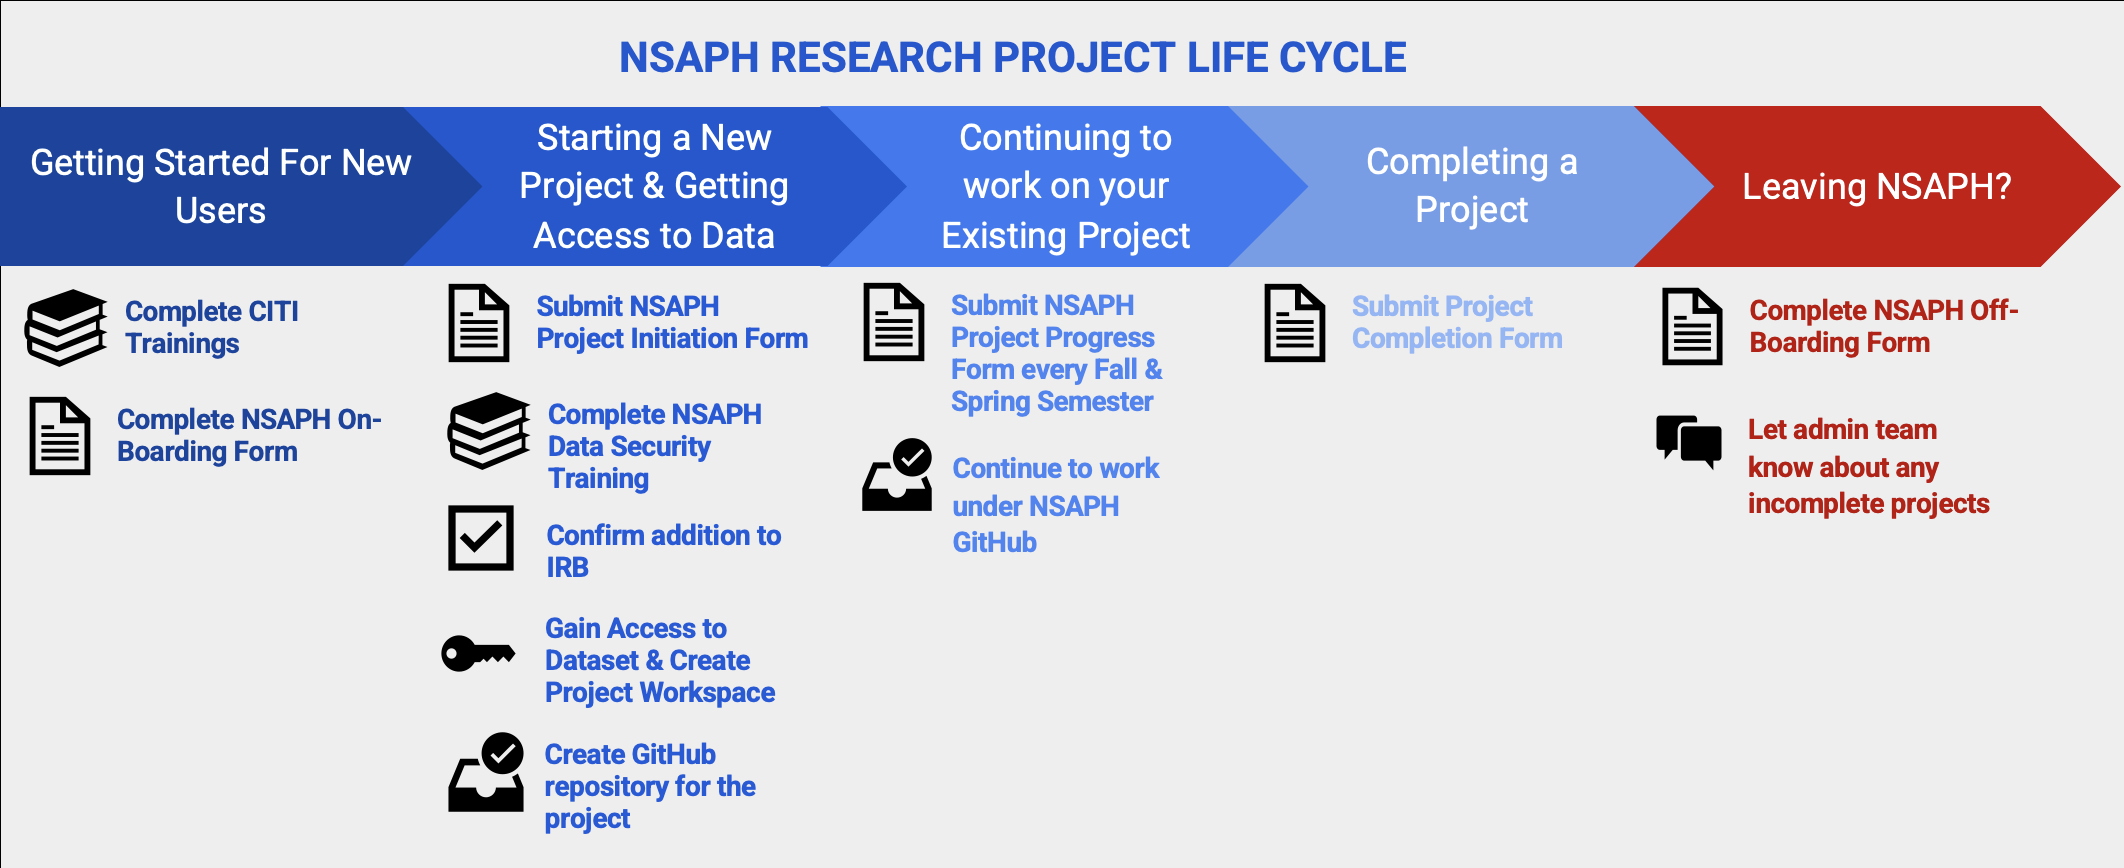 NSAPH RESEARCH PROJECT LIFE CYCLE
Getting Started For New
Users
Starting a New
Project & Getting
Access to Data
Continuing to
work on your
Existing Project
Completing a
Project
Leaving NSAPH?
Complete CITI
Trainings
Complete NSAPH On-
Boarding Form
Submit NSAPH
Project Initiation Form
Complete NSAPH
Data Security
Training
Confirm addition to
IRB
Gain Access to
Dataset & Create
Project Workspace
Create GitHub
repository for the
project
Submit NSAPH
Project Progress
Form every Fall &
Spring Semester
Continue to work
under NSAPH
GitHub
Submit Project
Completion Form
Complete NSAPH Off-
Boarding Form
Let admin team
know about any
incomplete projects